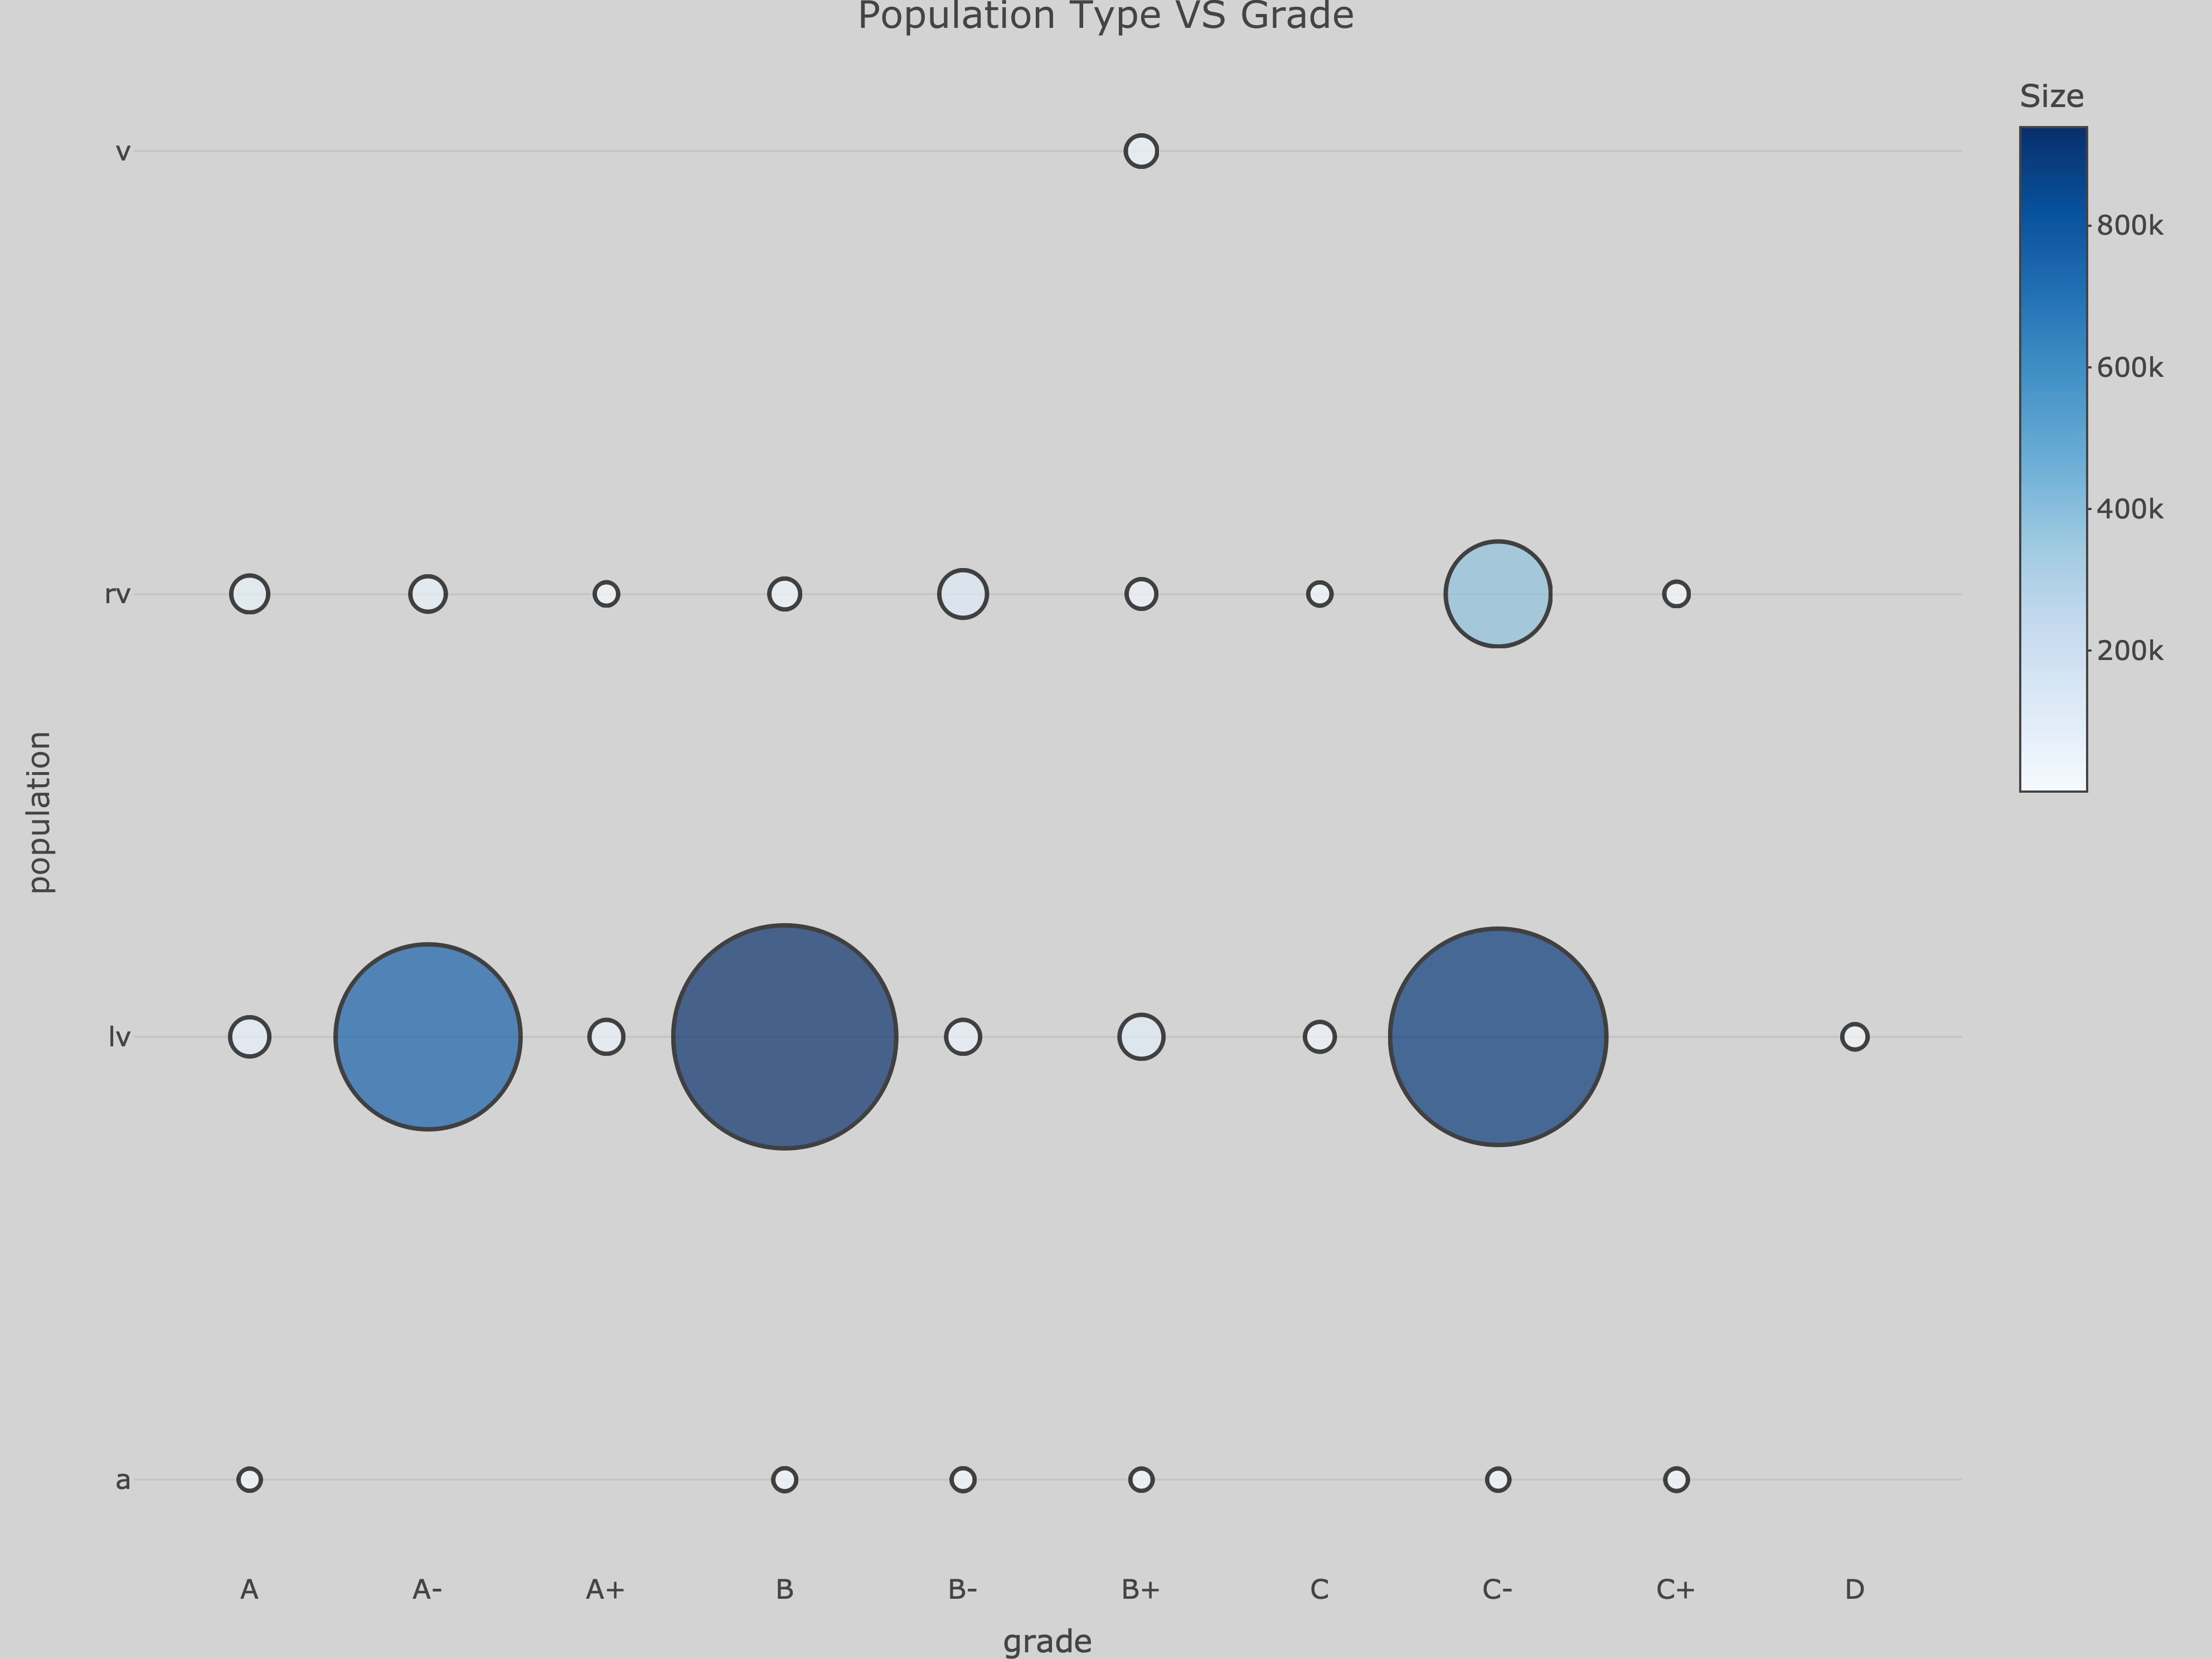 Population Type VS Grade
Size
800k
600k
400k
200k
v
rv
lv
a
population
A
A-
A+
B
B-
B+
C
C-
C+
D
grade